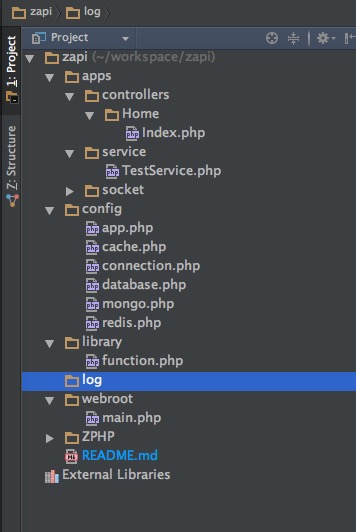 zapi log
Project
1: Project
Z: Structure
zapi (~/workspace/zapi)
apps
controllers
Home
Index.php
service
TestService.php
socket
config
app.php
cache.php
connection.php
database.php
mongo.php
redis.php
library
function.php
log
webroot
main.php
ZPHP
README.md
External Libraries